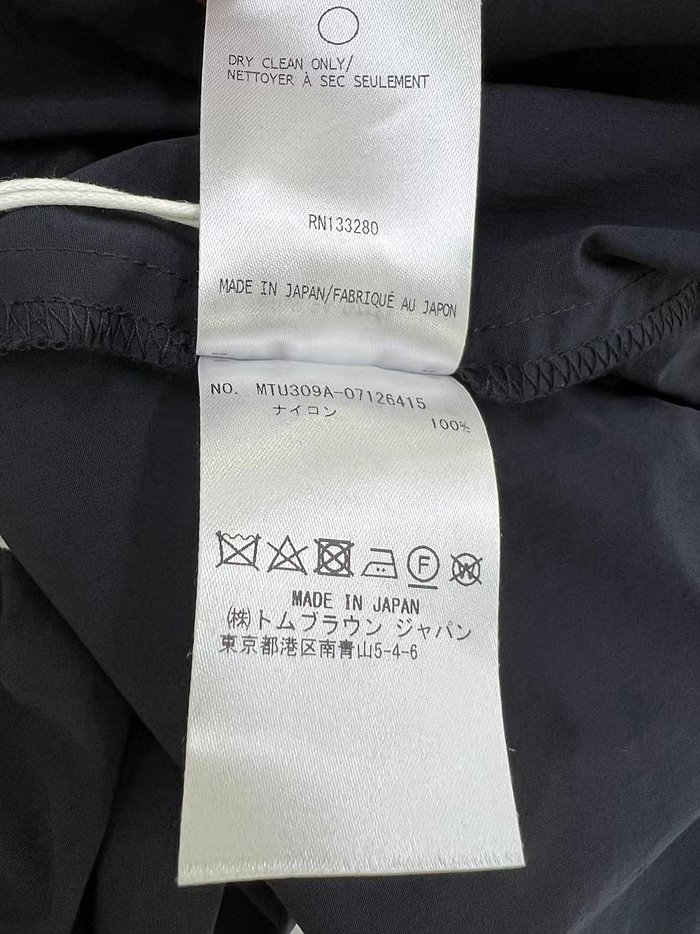 DRY CLEAN ONLY/
NETTOYER À SEC SEULEMENT
RN133280
MADE IN JAPAN/FABRIQUÉ AU JAPON
NO. MTU309A-07126415
ナイロン 100%
F W
MADE IN JAPAN
(株)トムブラウン ジャパン
東京都港区南青山5-4-6